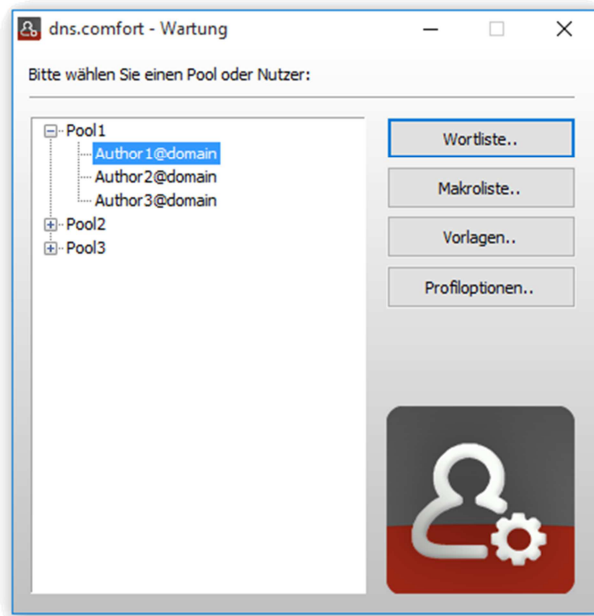 dns.comfort - Wartung
Bitte wählen Sie einen Pool oder Nutzer:
Pool1
Author1@domain
Author2@domain
Author3@domain
Pool2
Pool3
Wortliste..
Makroliste..
Vorlagen..
Profiloptionen..